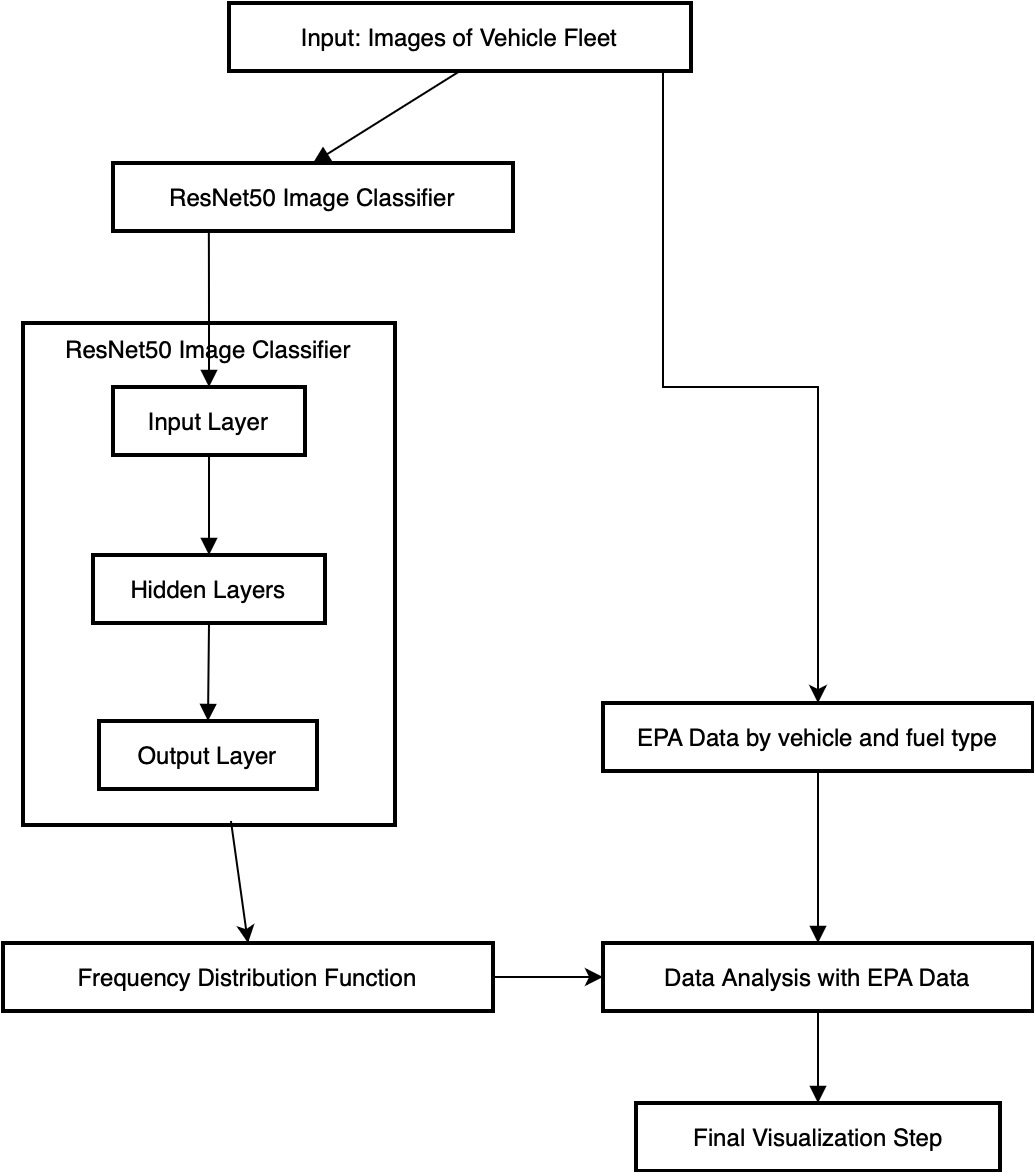 Input: Images of Vehicle Fleet
ResNet50 Image Classifier
ResNet50 Image Classifier
Input Layer
Hidden Layers
Output Layer
EPA Data by vehicle and fuel type
Frequency Distribution Function
Data Analysis with EPA Data
Final Visualization Step